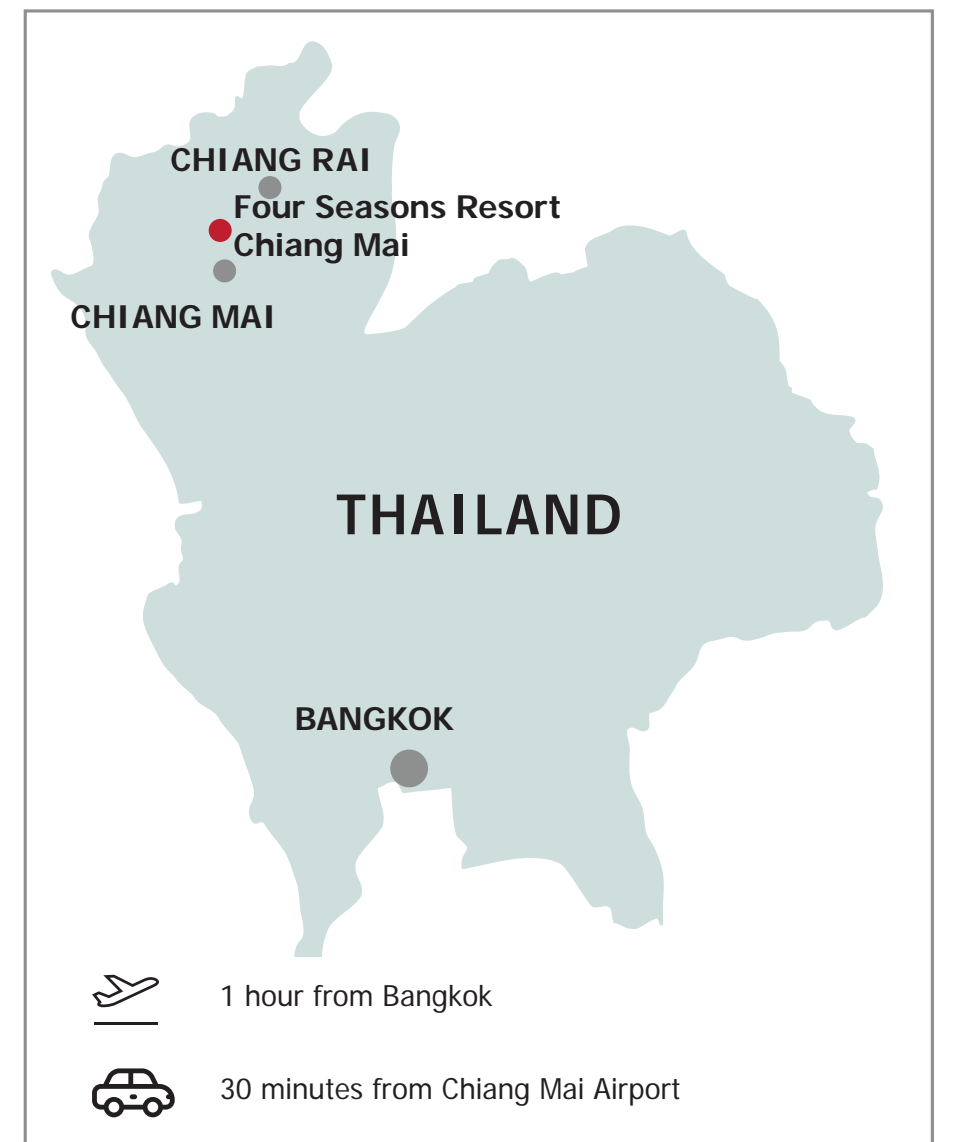 CHIANG RAI
Four Seasons Resort
Chiang Mai
CHIANG MAI
THAILAND
BANGKOK
1 hour from Bangkok
30 minutes from Chiang Mai Airport